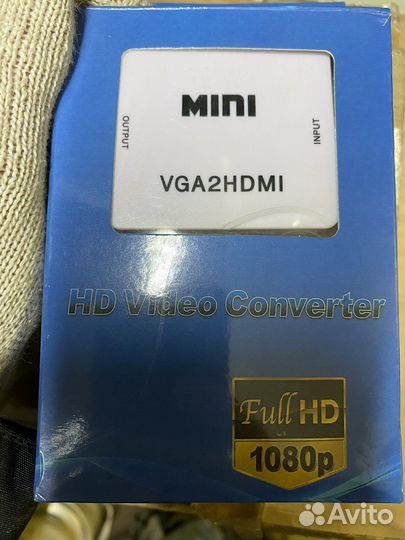 MINI
OUTPUT
INPUT
VGA2HDMI
HD Video Converter
Full HD
1080p
Avito